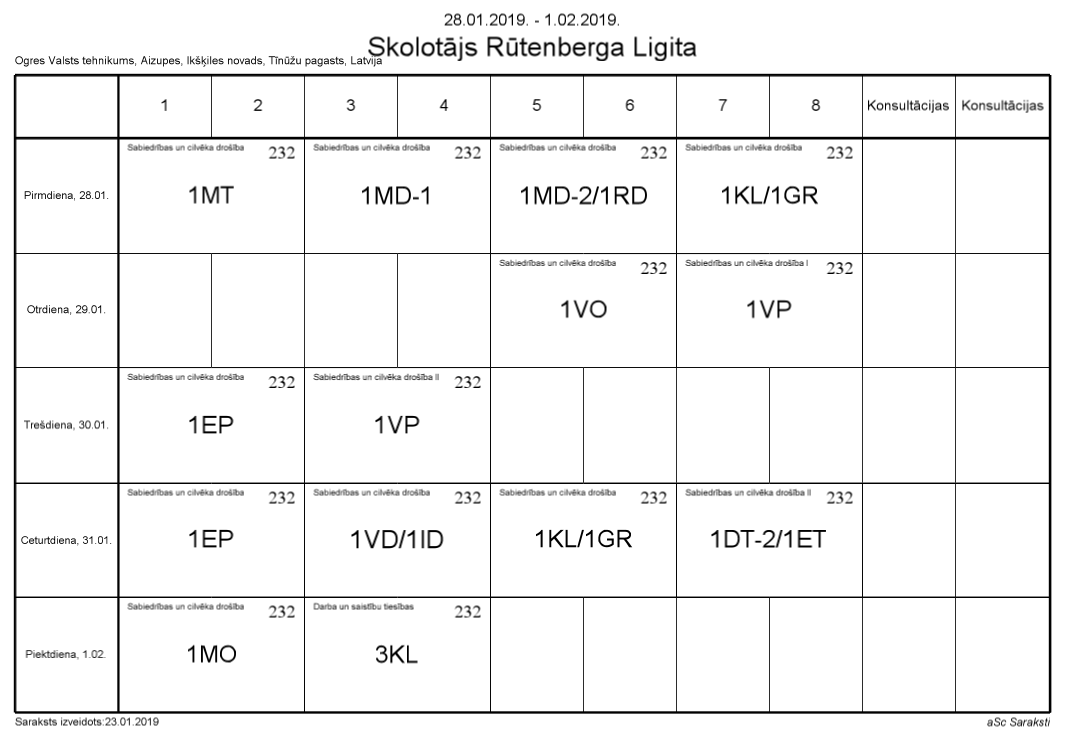 28.01.2019. - 1.02.2019.
Skolotājs Rūtenberga Ligita
Ogres Valsts tehnikums, Aizupes, Ikšķiles novads, Tīnūžu pagasts, Latvija
1 2 3 4 5 6 7 8 Konsultācijas Konsultācijas
Sabiedrības un cilvēka drošība 232 Sabiedrības un cilvēka drošība 232 Sabiedrības un cilvēka drošība 232 Sabiedrības un cilvēka drošība 232
Pirmdiena, 28.01. 1MT 1MD-1 1MD-2/1RD 1KL/1GR
Sabiedrības un cilvēka drošība 232 Sabiedrības un cilvēka drošība I 232
Otrdiena, 29.01. 1VO 1VP
Sabiedrības un cilvēka drošība 232 Sabiedrības un cilvēka drošība II 232
Trešdiena, 30.01. 1EP 1VP
Sabiedrības un cilvēka drošība 232 Sabiedrības un cilvēka drošība 232 Sabiedrības un cilvēka drošība 232 Sabiedrības un cilvēka drošība II 232
Ceturtdiena, 31.01. 1EP 1VD/1ID 1KL/1GR 1DT-2/1ET
Sabiedrības un cilvēka drošība 232 Darba un saistību tiesības 232
Piektdiena, 1.02. 1MO 3KL
Saraksts izveidots:23.01.2019 aSc Saraksti